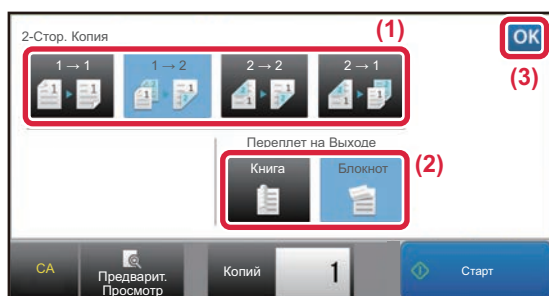 2-Стор. Копия
(1)
OK
(3)
1 → 1
1 → 2
2 → 2
2 → 1
Переплет на Выходе
Книга
Блокнот
(2)
CA
Предварит.
Просмотр
Копий
1
Старт